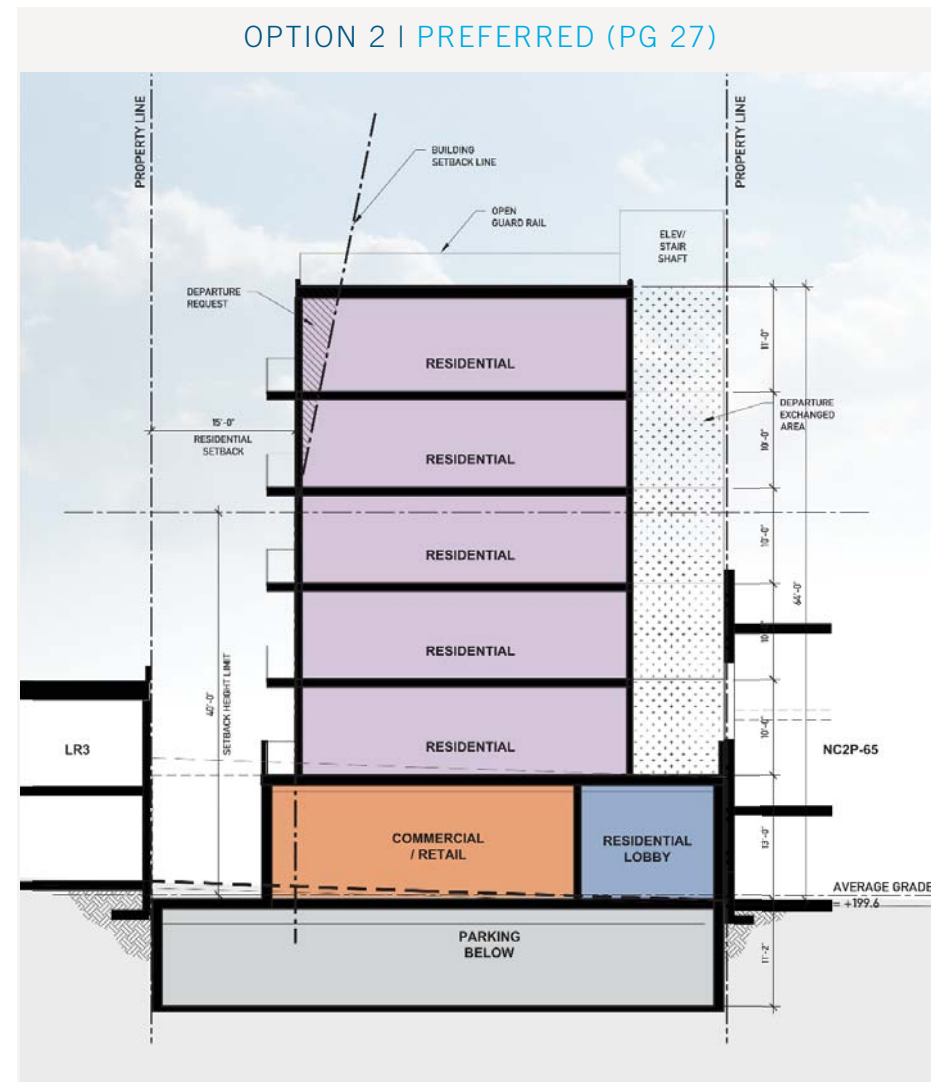 OPTION 2 | PREFERRED (PG 27)
PROPERTY LINE
PROPERTY LINE
BUILDING
SETBACK LINE
OPEN
GUARD RAIL
ELEV/
STAIR
SHAFT
DEPARTURE
REQUEST
RESIDENTIAL
11'-0"
DEPARTURE
EXCHANGED
AREA
15'-0"
RESIDENTIAL
SETBACK
RESIDENTIAL
10'-0"
RESIDENTIAL
10'-0"
64'-0"
RESIDENTIAL
10'-0"
40'-0"
SETBACK HEIGHT LIMIT
RESIDENTIAL
10'-0"
LR3
NC2P-65
COMMERCIAL
/ RETAIL
RESIDENTIAL
LOBBY
13'-0"
AVERAGE GRADE
= +199.6
PARKING
BELOW
11'-2"